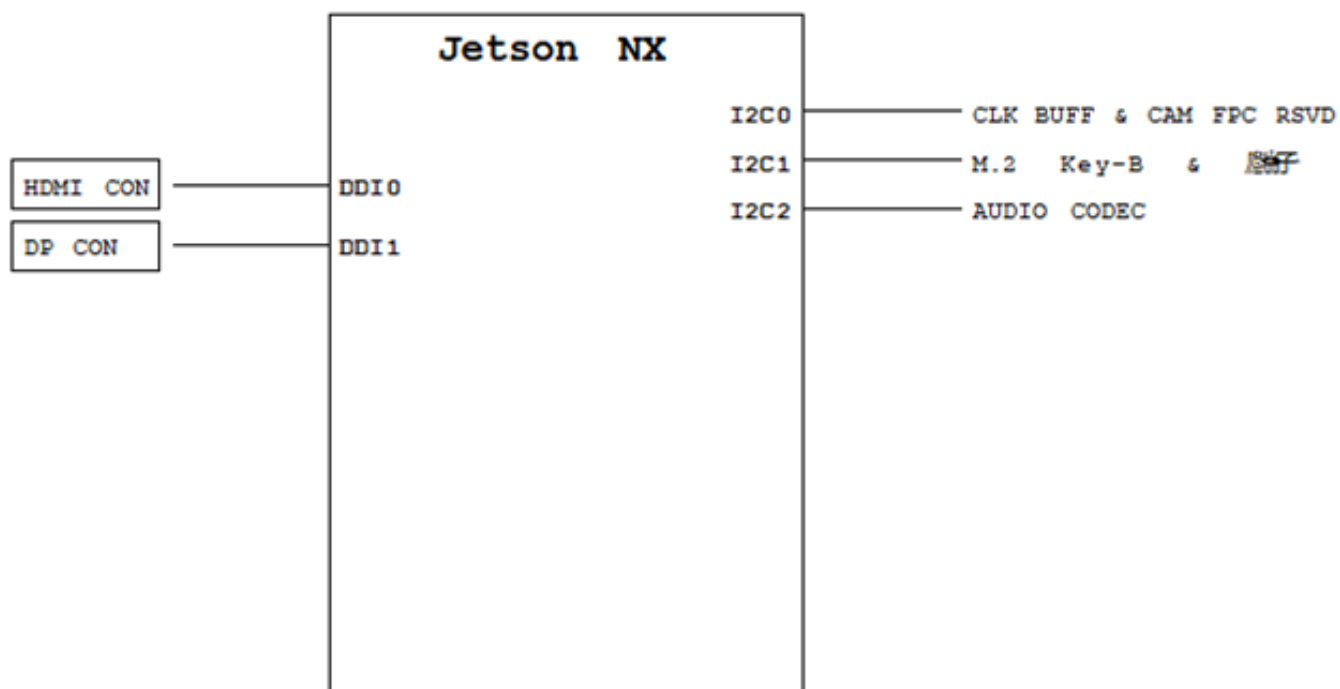 Jetson NX
HDMI CON
DP CON
DDI0
DDI1
I2C0
I2C1
I2C2
CLK BUFF & CAM FPC RSVD
M.2 Key-B &
AUDIO CODEC